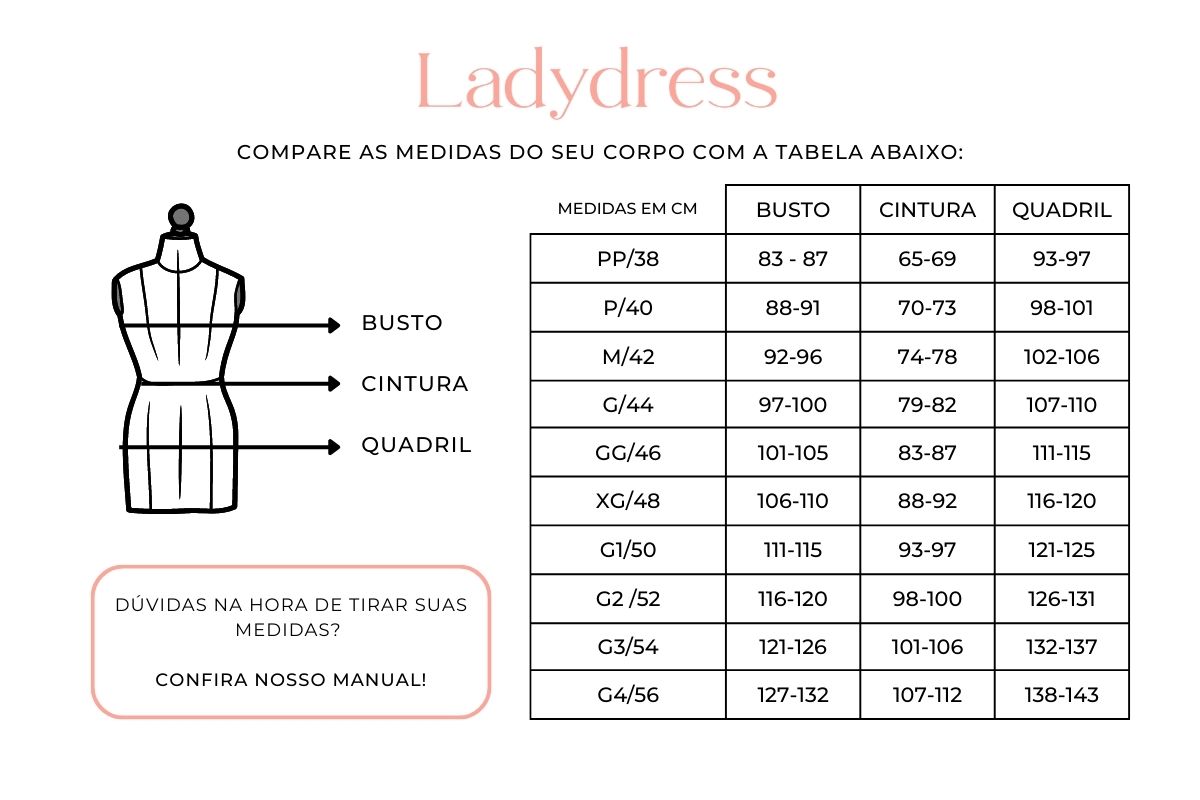 Ladydress
COMPARE AS MEDIDAS DO SEU CORPO COM A TABELA ABAIXO:
BUSTO
CINTURA
QUADRIL
DÚVIDAS NA HORA DE TIRAR SUAS
MEDIDAS?
CONFIRA NOSSO MANUAL!
MEDIDAS EM CM BUSTO CINTURA QUADRIL
PP/38 83 - 87 65-69 93-97
P/40 88-91 70-73 98-101
M/42 92-96 74-78 102-106
G/44 97-100 79-82 107-110
GG/46 101-105 83-87 111-115
XG/48 106-110 88-92 116-120
G1/50 111-115 93-97 121-125
G2 /52 116-120 98-100 126-131
G3/54 121-126 101-106 132-137
G4/56 127-132 107-112 138-143